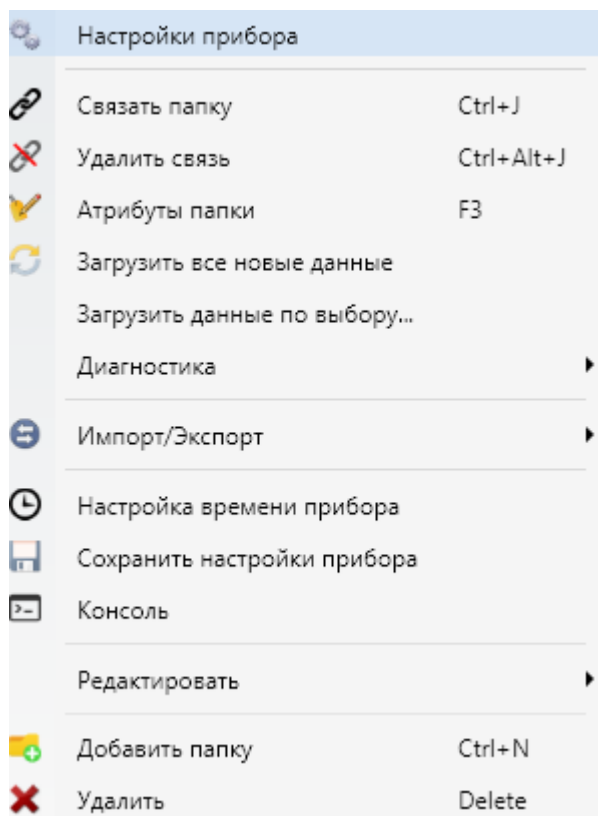 Настройки прибора
Связать папку Ctrl+J
Удалить связь Ctrl+Alt+J
Атрибуты папки F3
Загрузить все новые данные
Загрузить данные по выбору...
Диагностика
Импорт/Экспорт
Настройка времени прибора
Сохранить настройки прибора
Консоль
Редактировать
Добавить папку Ctrl+N
Удалить Delete